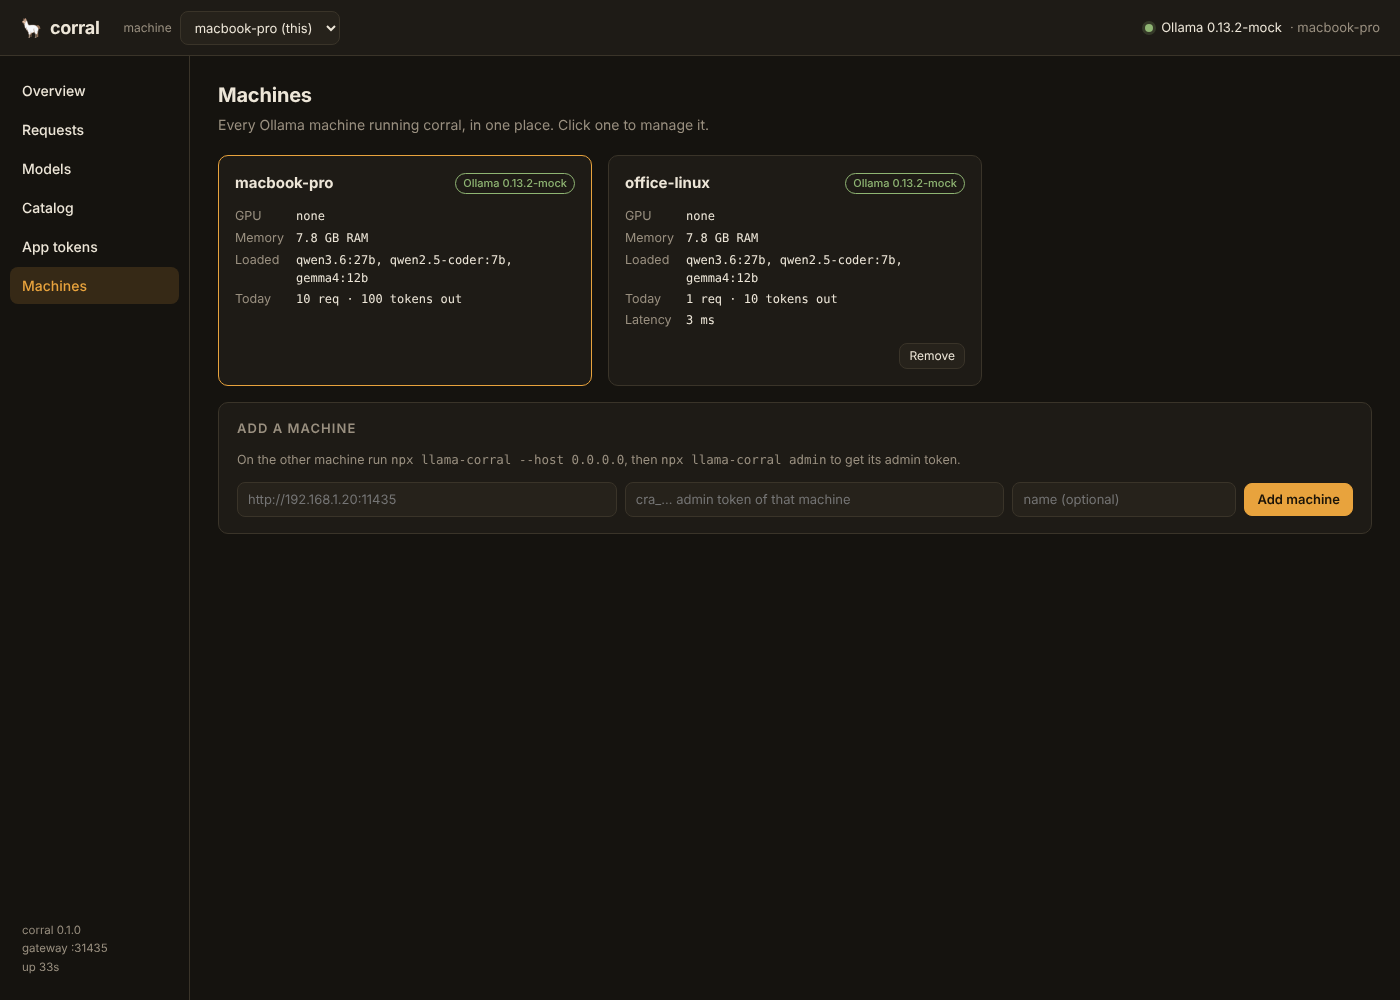 corral
machine
macbook-pro (this)
Ollama 0.13.2-mock · macbook-pro
Overview
Requests
Models
Catalog
App tokens
Machines
Machines
Every Ollama machine running corral, in one place. Click one to manage it.
macbook-pro
Ollama 0.13.2-mock
GPU none
Memory 7.8 GB RAM
Loaded qwen3.6:27b, qwen2.5-coder:7b,
gemma4:12b
Today 10 req · 100 tokens out
office-linux
Ollama 0.13.2-mock
GPU none
Memory 7.8 GB RAM
Loaded qwen3.6:27b, qwen2.5-coder:7b,
gemma4:12b
Today 1 req · 10 tokens out
Latency 3 ms
Remove
ADD A MACHINE
On the other machine run npx llama-corral --host 0.0.0.0, then npx llama-corral admin to get its admin token.
http://192.168.1.20:11435
cra_... admin token of that machine
name (optional)
Add machine
corral 0.1.0
gateway :31435
up 33s